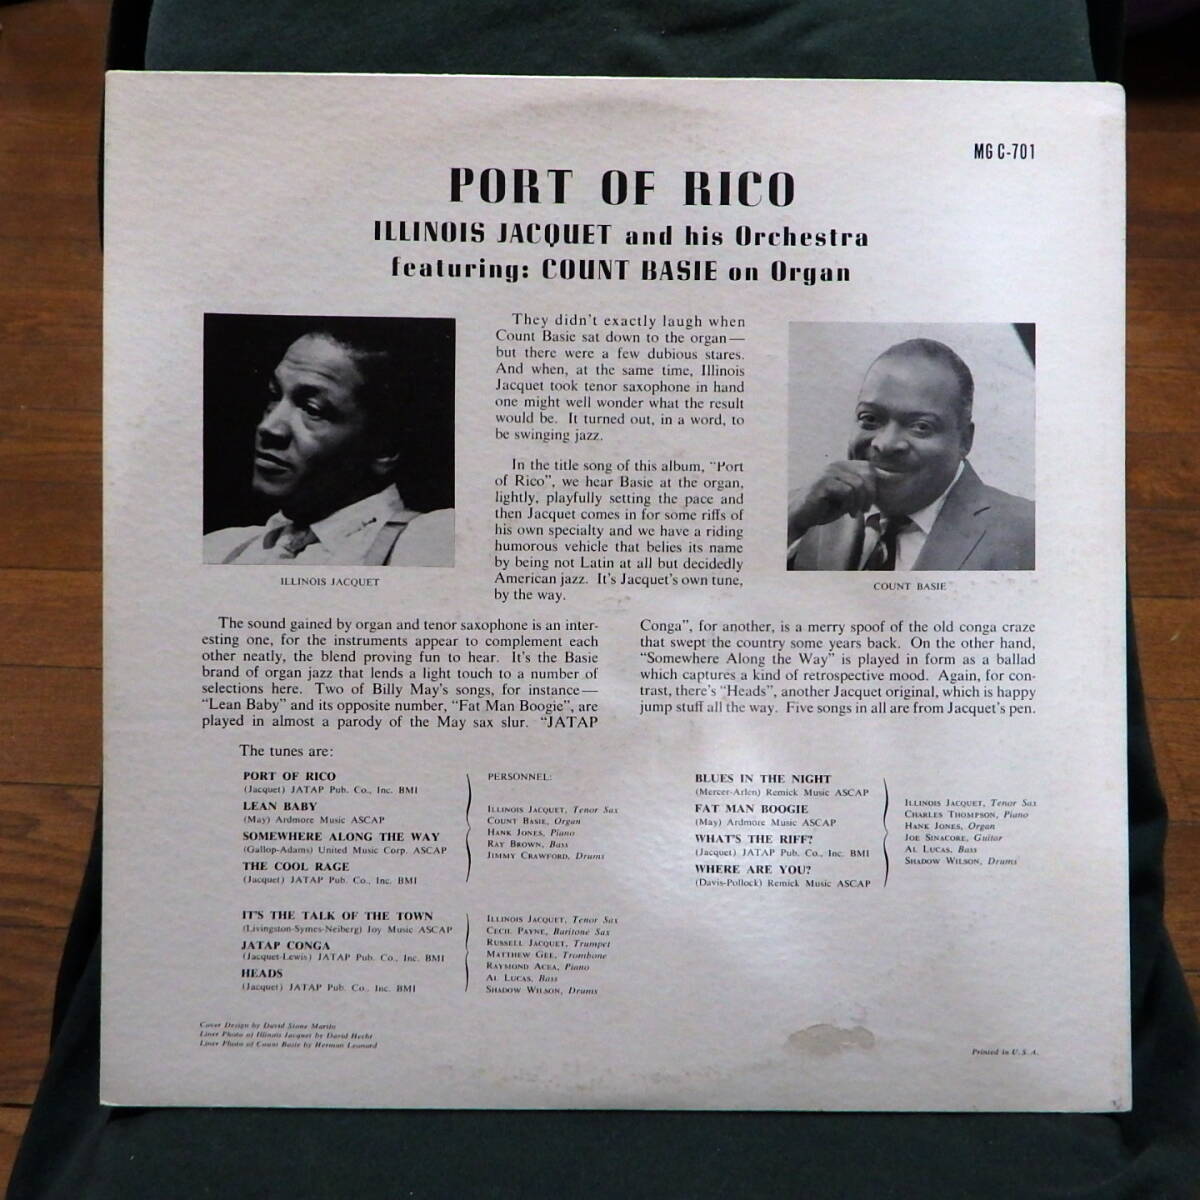 MG C-701
PORT OF RICO
ILLINOIS JACQUET and his Orchestra
featuring: COUNT BASIE on Organ
They didn't exactly laugh when
Count Basie sat down to the organ—
but there were a few dubious stares.
And when, at the same time, Illinois
Jacquet took tenor saxophone in hand
one might well wonder what the result
would be. It turned out, in a word, to
be swinging jazz.
In the title song of this album, "Port
of Rico", we hear Basie at the organ,
lightly, playfully setting the pace and
then Jacquet comes in for some riffs of
his own specialty and we have a riding
humorous vehicle that belies its name
by being not Latin at all but decidedly
American jazz. It's Jacquet's own tune,
by the way.
ILLINOIS JACQUET
COUNT BASIE
The sound gained by organ and tenor saxophone is an inter-
esting one, for the instruments appear to complement each
other neatly, the blend proving fun to hear. It's the Basie
brand of organ jazz that lends a light touch to a number of
selections here. Two of Billy May's songs, for instance—
"Lean Baby" and its opposite number, "Fat Man Boogie", are
played in almost a parody of the May sax slur. "JATAP
Conga", for another, is a merry spoof of the old conga craze
that swept the country some years back. On the other hand,
"Somewhere Along the Way" is played in form as a ballad
which captures a kind of retrospective mood. Again, for con-
trast, there's "Heads", another Jacquet original, which is happy
jump stuff all the way. Five songs in all are from Jacquet's pen.
The tunes are:
PORT OF RICO
(Jacquet) JATAP Pub. Co., Inc. BMI
LEAN BABY
(May) Ardmore Music ASCAP
SOMEWHERE ALONG THE WAY
(Gallop-Adams) United Music Corp. ASCAP
THE COOL RAGE
(Jacquet) JATAP Pub. Co., Inc. BMI
PERSONNEL:
ILLINOIS JACQUET, Tenor Sax
COUNT BASIE, Organ
HANK JONES, Piano
RAY BROWN, Bass
JIMMY CRAWFORD, Drums
BLUES IN THE NIGHT
(Mercer-Arlen) Remick Music ASCAP
FAT MAN BOOGIE
(May) Ardmore Music ASCAP
WHAT'S THE RIFF?
(Jacquet) JATAP Pub. Co., Inc. BMI
WHERE ARE YOU?
(Davis-Pollock) Remick Music ASCAP
ILLINOIS JACQUET, Tenor Sax
CHARLES THOMPSON, Piano
HANK JONES, Organ
JOE SINACORE, Guitar
AL LUCAS, Bass
SHADOW WILSON, Drums
IT'S THE TALK OF THE TOWN
(Livingston-Symes-Neiberg) Joy Music ASCAP
JATAP CONGA
(Jacquet-Lewis) JATAP Pub. Co., Inc. BMI
HEADS
(Jacquet) JATAP Pub. Co. Inc. BMI
ILLINOIS JACQUET, Tenor Sax
CECIL PAYNE, Baritone Sax
RUSSELL JACQUET, Trumpet
MATTHEW GEE, Trombone
RAYMOND ACEA, Piano
AL LUCAS, Bass
SHADOW WILSON, Drums
Cover Design by David Stone Martin
Liner Photo of Illinois Jacquet by David Hecht
Liner Photo of Count Basie by Herman Leonard
Printed in U.S.A.